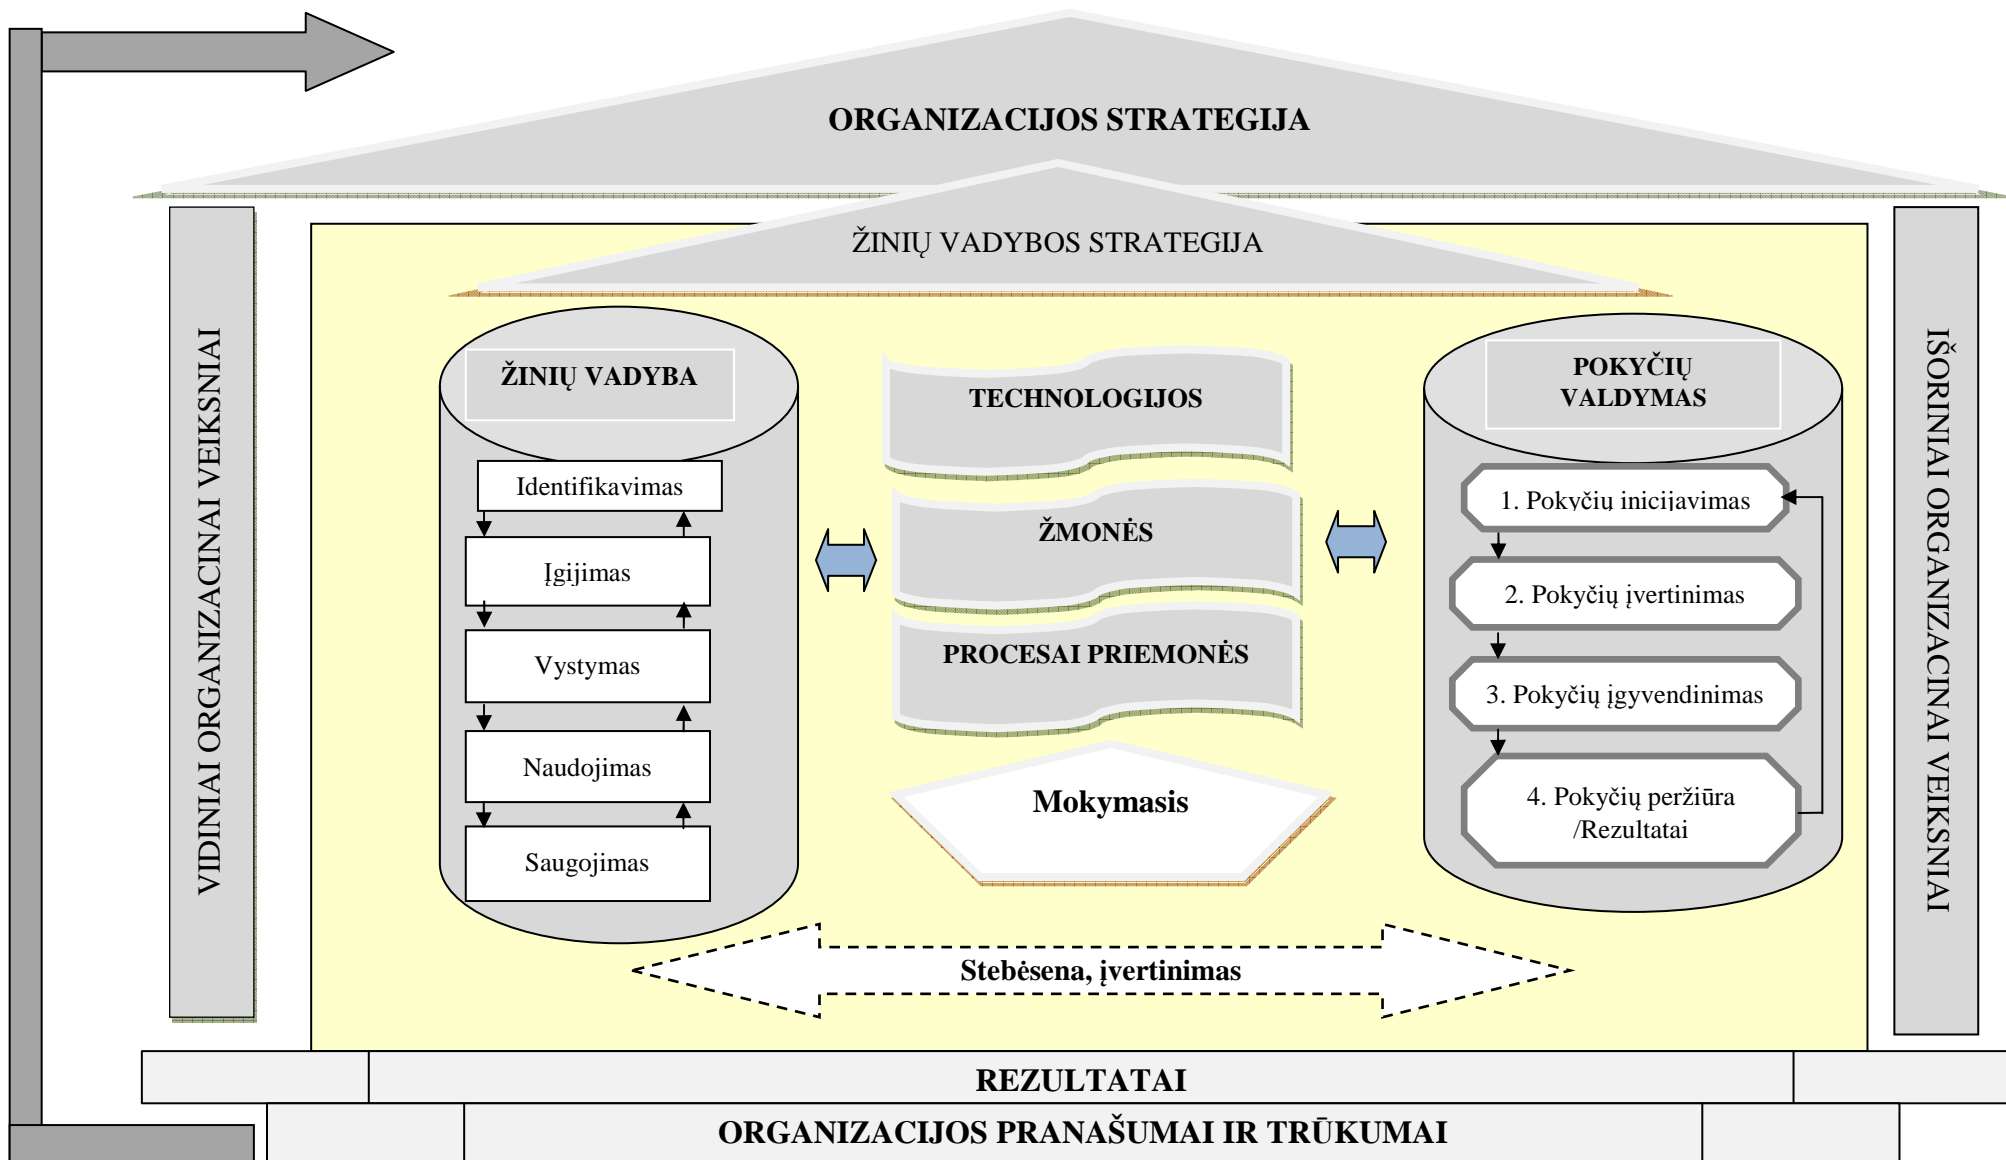 ORGANIZACIJOS STRATEGIJA
ŽINIŲ VADYBOS STRATEGIJA
VIDINIAI ORGANIZACINAI VEIKSNIAI
ŽINIŲ VADYBA
Identifikavimas
Įgijimas
Vystymas
Naudojimas
Saugojimas
TECHNOLOGIJOS
ŽMONĖS
PROCESAI PRIEMONĖS
Mokymasis
POKYČIŲ
VALDYMAS
1. Pokyčių inicijavimas
2. Pokyčių įvertinimas
3. Pokyčių įgyvendinimas
4. Pokyčių peržiūra
/Rezultatai
IŠORINIAI ORGANIZACINAI VEIKSNIAI
Stebėsena, įvertinimas
REZULTATAI
ORGANIZACIJOS PRANAŠUMAI IR TRŪKUMAI